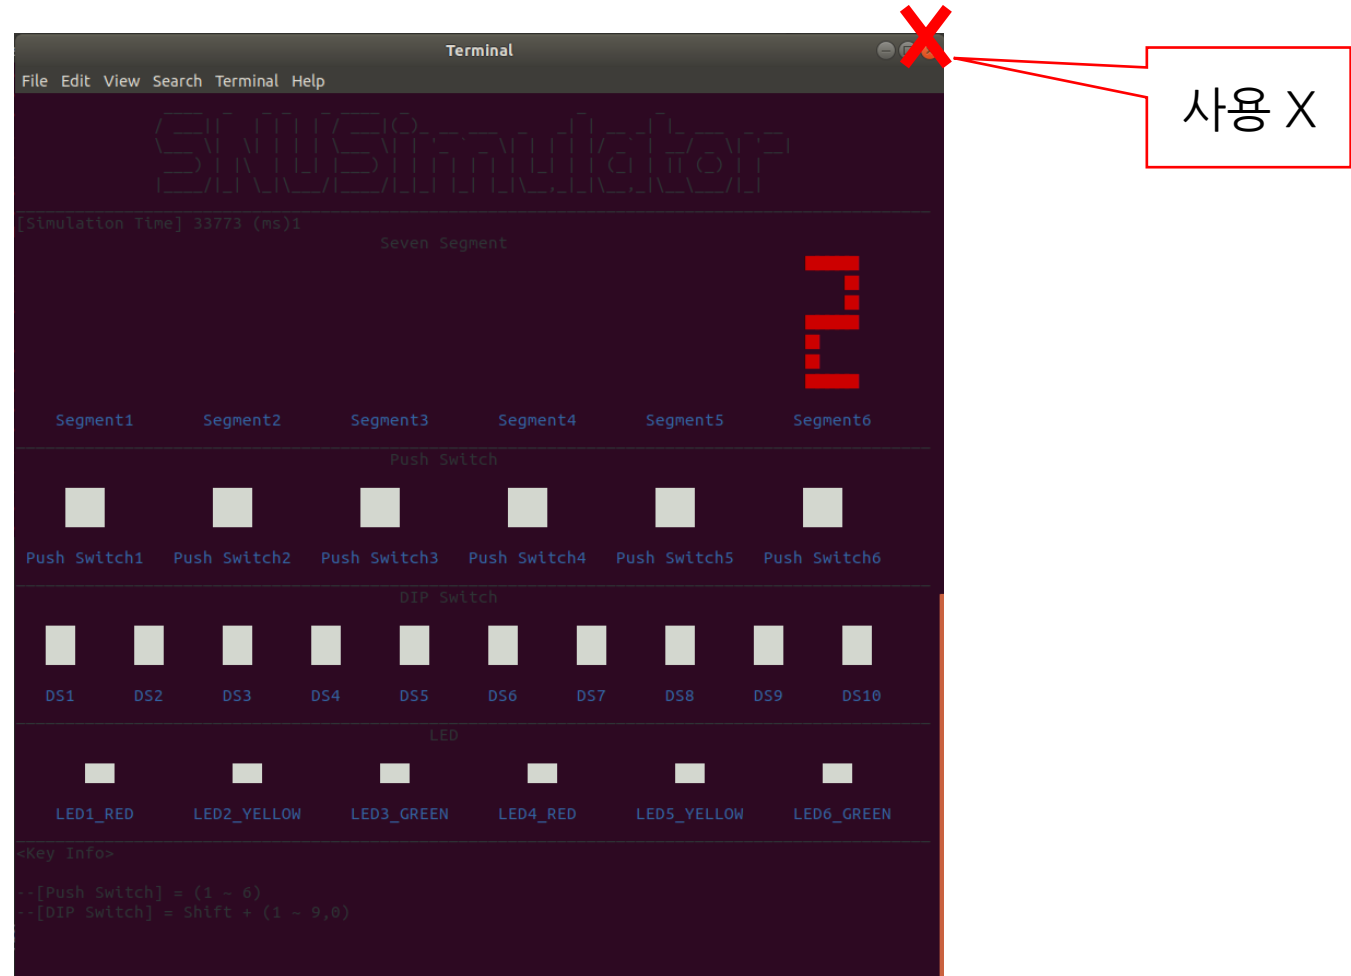 Terminal
File Edit View Search Terminal Help
사용 X
SNUSimulator
[Simulation Time] 33773 (ms)1
Seven Segment
2
Segment1 Segment2 Segment3 Segment4 Segment5 Segment6
Push Switch
Push Switch1 Push Switch2 Push Switch3 Push Switch4 Push Switch5 Push Switch6
DIP Switch
DS1 DS2 DS3 DS4 DS5 DS6 DS7 DS8 DS9 DS10
LED
LED1_RED LED2_YELLOW LED3_GREEN LED4_RED LED5_YELLOW LED6_GREEN
<Key Info>
--[Push Switch] = (1 ~ 6)
--[DIP Switch] = Shift + (1 ~ 9,0)